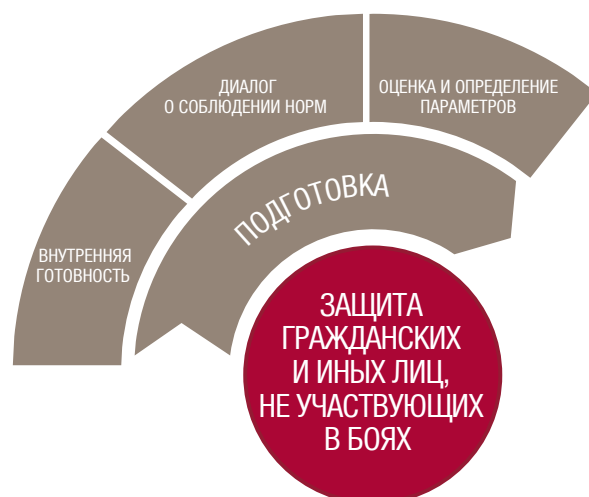 ДИАЛОГ
О СОБЛЮДЕНИИ НОРМ
ОЦЕНКА И ОПРЕДЕЛЕНИЕ
ПАРАМЕТРОВ
ВНУТРЕННЯЯ
ГОТОВНОСТЬ
ПОДГОТОВКА
ЗАЩИТА
ГРАЖДАНСКИХ
И ИНЫХ ЛИЦ,
НЕ УЧАСТВУЮЩИХ
В БОЯХ